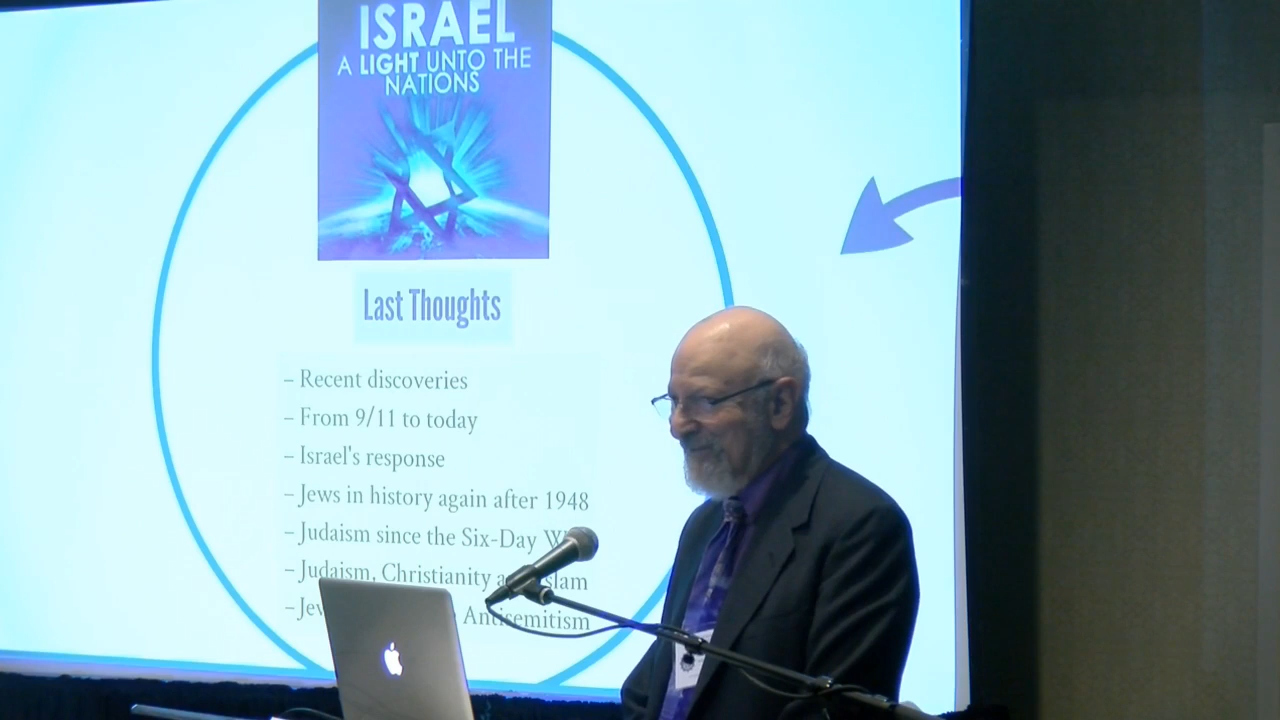 ISRAEL
A LIGHT UNTO THE
NATIONS
Last Thoughts
– Recent discoveries
– From 9/11 to today
– Israel's response
– Jews in history again after 1948
– Judaism since the Six-Day
– Judaism, Christianity
– Antisemitism